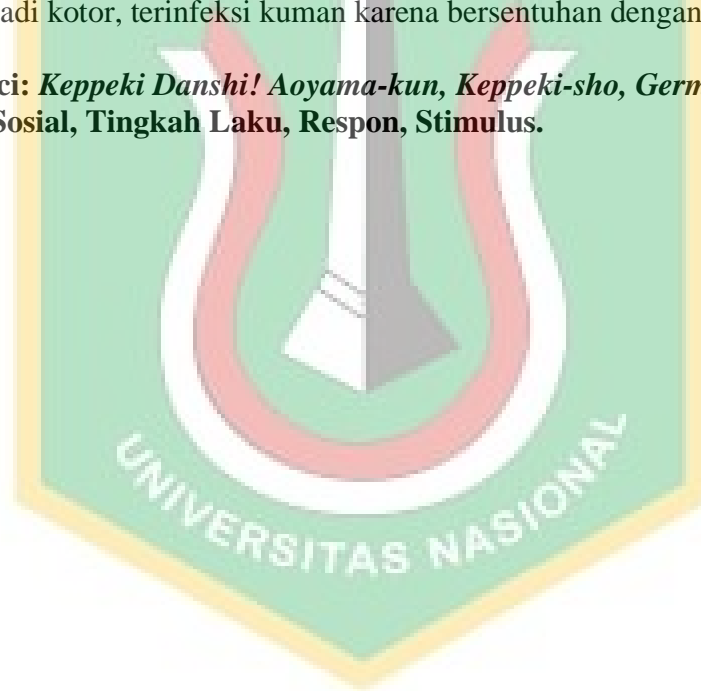 adi kotor, terinfeksi kuman karena bersentuhan dengan
ci: Keppeki Danshi! Aoyama-kun, Keppeki-sho, Germ
Sosial, Tingkah Laku, Respon, Stimulus.
UNIVERSITAS NASIONAL